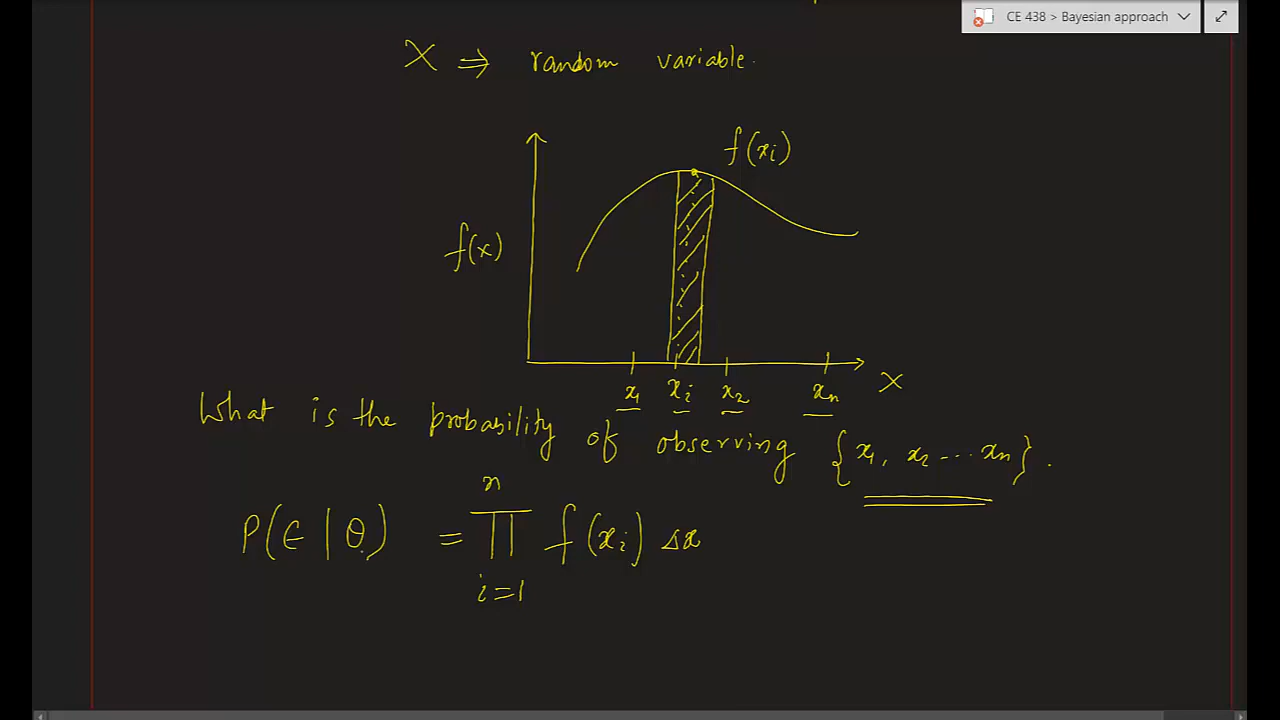 CE 438 > Bayesian approach
X ⇒ random variable.
f(xi)
f(x)
x1 xi x2 xn
X
What is the probability of observing {x1, x2 ... xn}.
n
P(E | θ) = ∏ f(xi) Δx
i=1